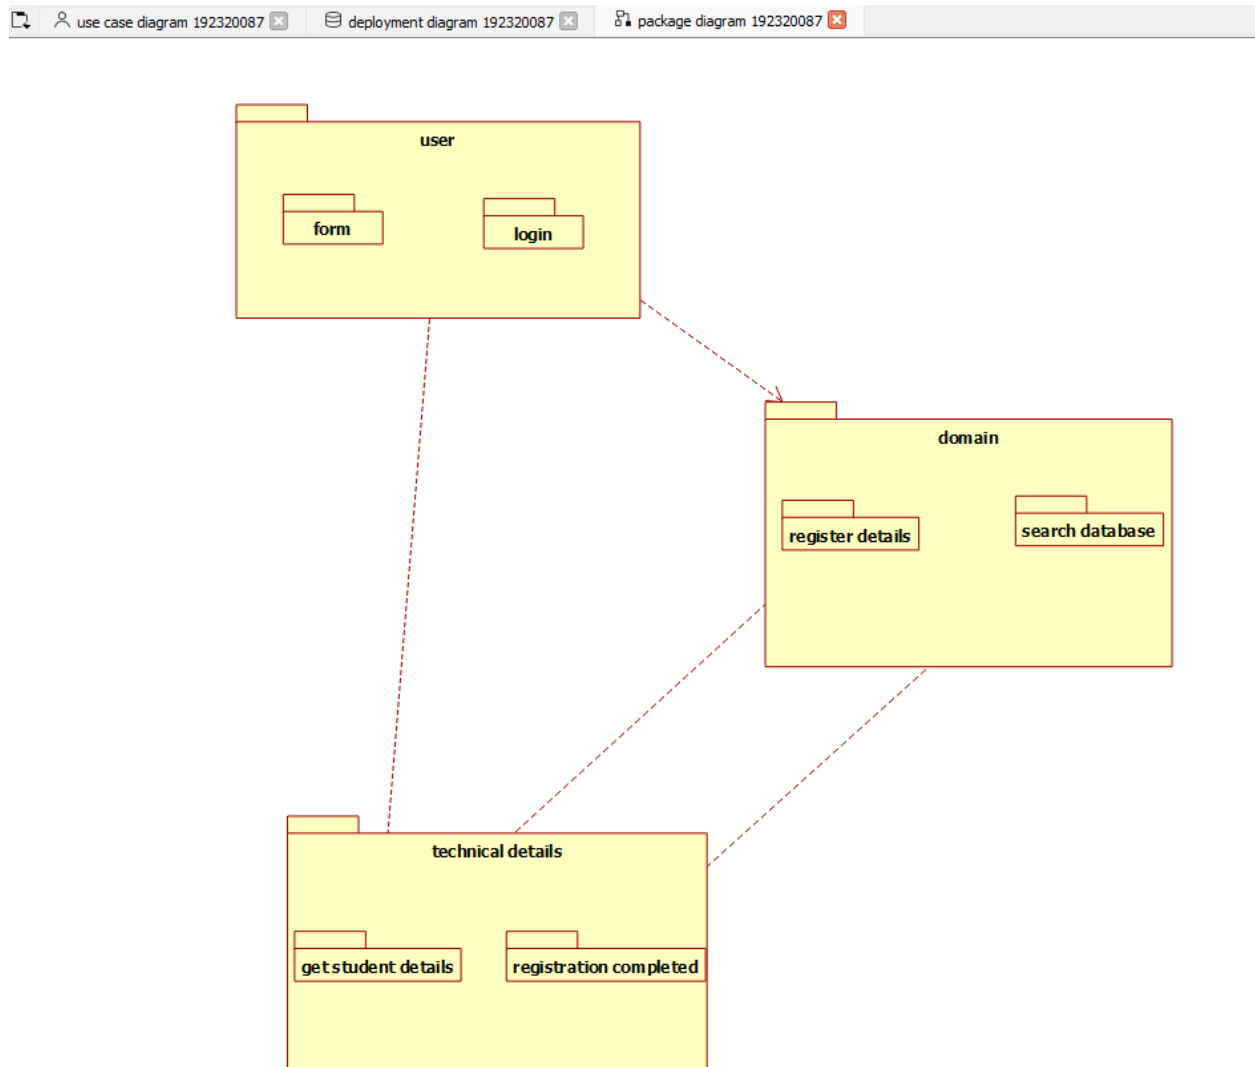 use case diagram 192320087
deployment diagram 192320087
package diagram 192320087
user
form
login
domain
register details
search database
technical details
get student details
registration completed